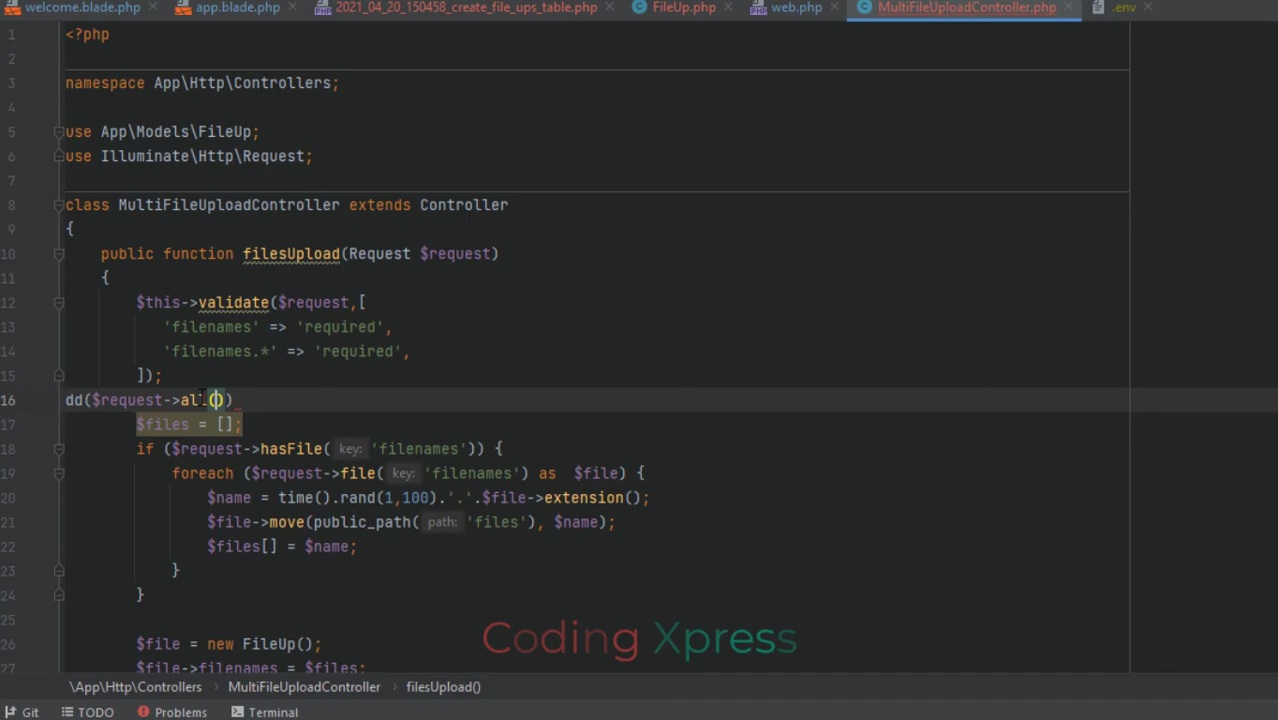 welcome.blade.php × app.blade.php × 2021_04_20_150458_create_file_ups_table.php × FileUp.php × web.php × MultiFileUploadController.php × .env ×
1 <?php
2
3 namespace App\Http\Controllers;
4
5 use App\Models\FileUp;
6 use Illuminate\Http\Request;
7
8 class MultiFileUploadController extends Controller
9 {
10 public function filesUpload(Request $request)
11 {
12 $this->validate($request,[
13 'filenames' => 'required',
14 'filenames.*' => 'required',
15 ]);
16 dd($request->all())
17 $files = [];
18 if ($request->hasFile( key: 'filenames')) {
19 foreach ($request->file( key: 'filenames') as $file) {
20 $name = time().rand(1,100).'.'.$file->extension();
21 $file->move(public_path( path: 'files'), $name);
22 $files[] = $name;
23 }
24 }
25
26 $file = new FileUp();
27 $file->filenames = $files;
Coding Xpress
\App\Http\Controllers › MultiFileUploadController › filesUpload()
Git TODO Problems Terminal